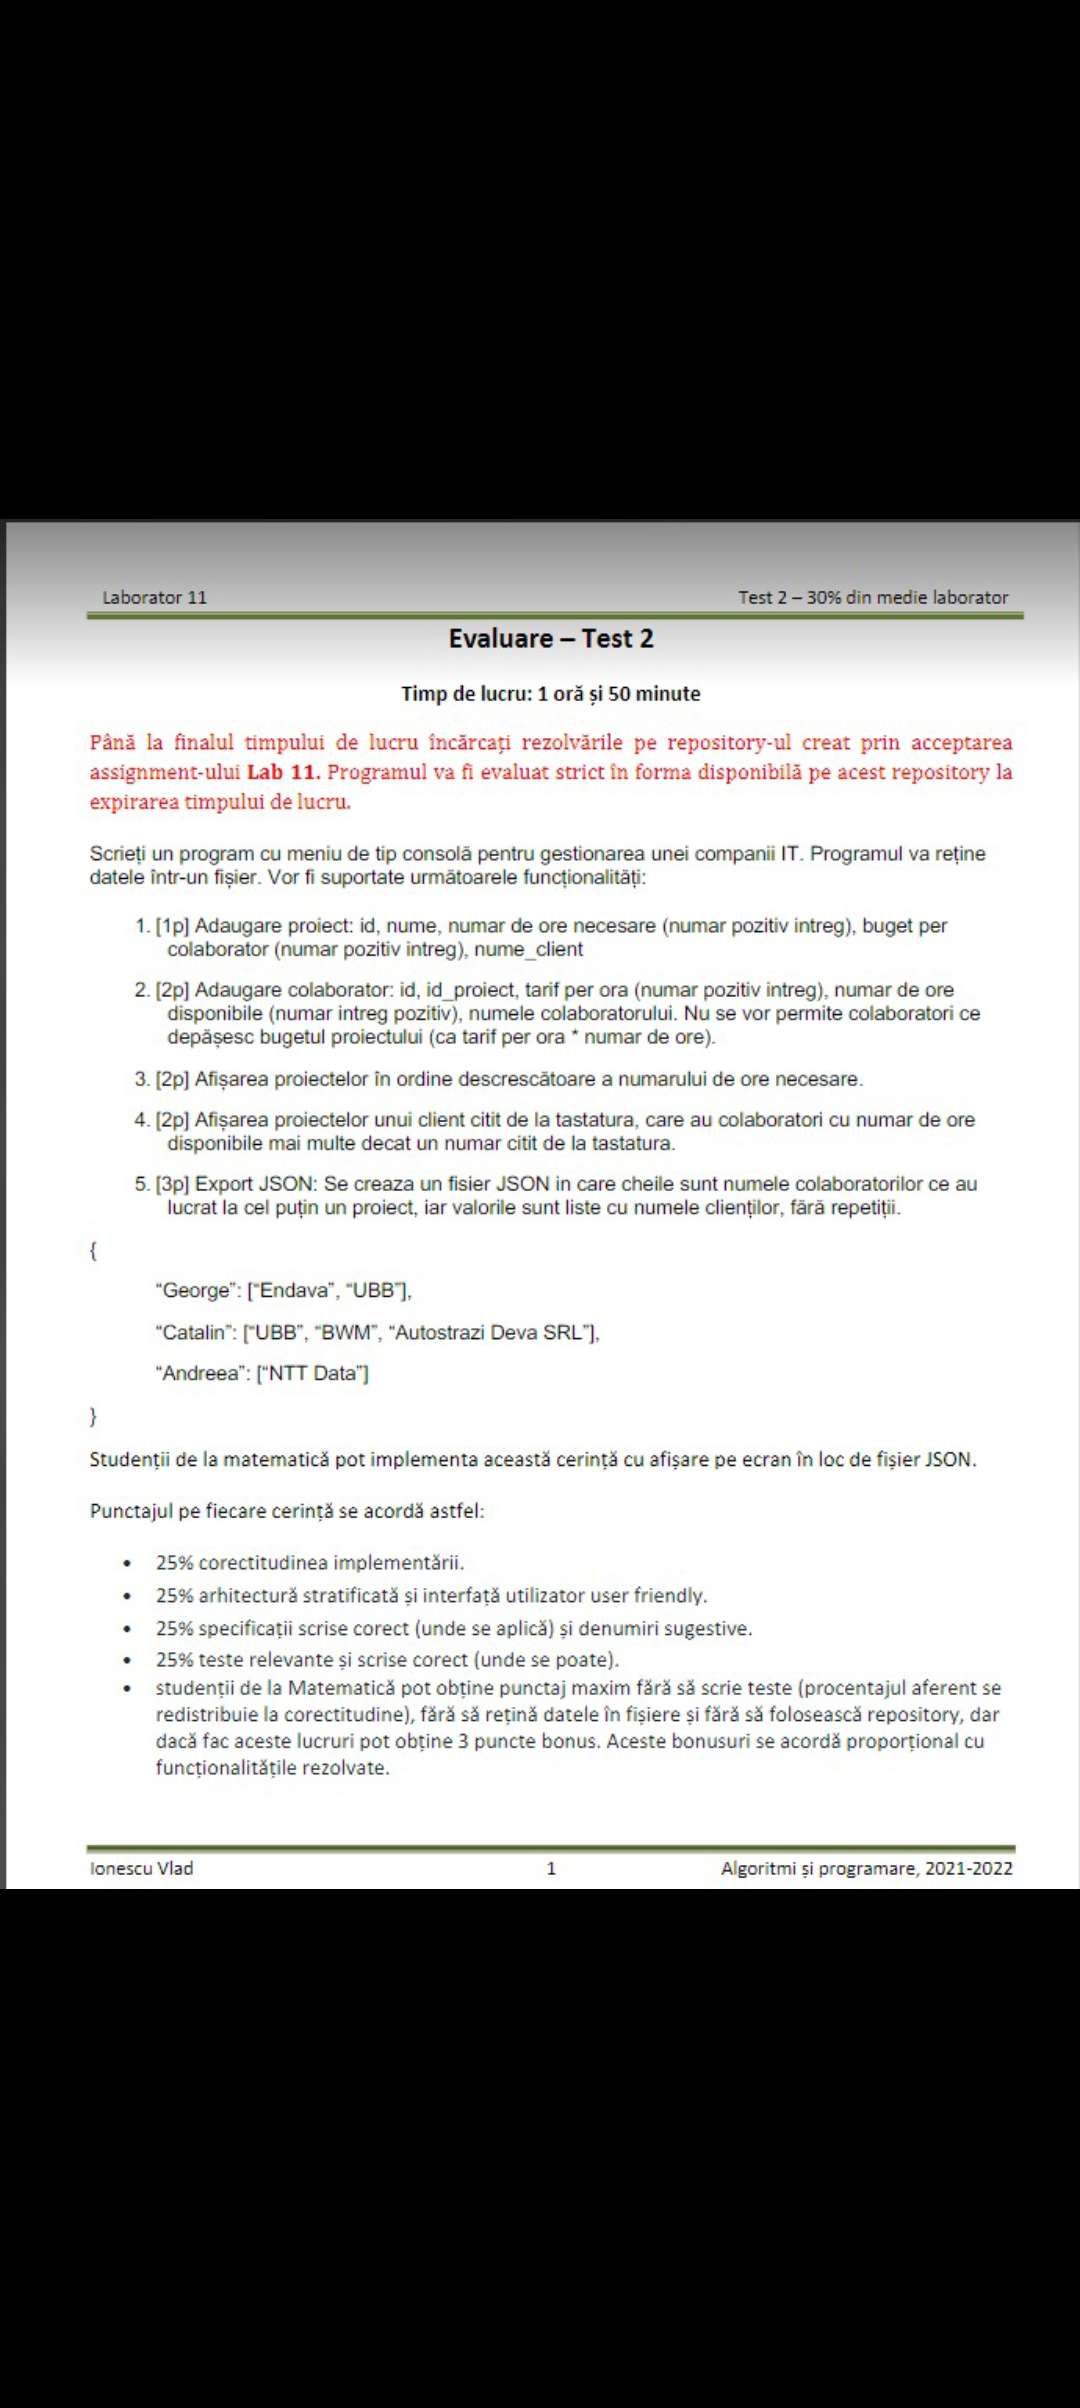 Laborator 11
Test 2 – 30% din medie laborator
Evaluare – Test 2
Timp de lucru: 1 oră și 50 minute
Până la finalul timpului de lucru încărcați rezolvările pe repository-ul creat prin acceptarea
assignment-ului Lab 11. Programul va fi evaluat strict în forma disponibilă pe acest repository la
expirarea timpului de lucru.
Scrieți un program cu meniu de tip consolă pentru gestionarea unei companii IT. Programul va reține
datele într-un fișier. Vor fi suportate următoarele funcționalități:
1. [1p] Adaugare proiect: id, nume, numar de ore necesare (numar pozitiv intreg), buget per
colaborator (numar pozitiv intreg), nume_client
2. [2p] Adaugare colaborator: id, id_proiect, tarif per ora (numar pozitiv intreg), numar de ore
disponibile (numar intreg pozitiv), numele colaboratorului. Nu se vor permite colaboratori ce
depășesc bugetul proiectului (ca tarif per ora * numar de ore).
3. [2p] Afișarea proiectelor în ordine descrescătoare a numarului de ore necesare.
4. [2p] Afișarea proiectelor unui client citit de la tastatura, care au colaboratori cu numar de ore
disponibile mai multe decat un numar citit de la tastatura.
5. [3p] Export JSON: Se creaza un fisier JSON in care cheile sunt numele colaboratorilor ce au
lucrat la cel puțin un proiect, iar valorile sunt liste cu numele clienților, fără repetiții.
{
“George”: [“Endava”, “UBB”],
“Catalin”: [“UBB”, “BWM”, “Autostrazi Deva SRL”],
“Andreea”: [“NTT Data”]
}
Studenții de la matematică pot implementa această cerință cu afișare pe ecran în loc de fișier JSON.
Punctajul pe fiecare cerință se acordă astfel:
• 25% corectitudinea implementării.
• 25% arhitectură stratificată și interfață utilizator user friendly.
• 25% specificații scrise corect (unde se aplică) și denumiri sugestive.
• 25% teste relevante și scrise corect (unde se poate).
• studenții de la Matematică pot obține punctaj maxim fără să scrie teste (procentajul aferent se
redistribuie la corectitudine), fără să rețină datele în fișiere și fără să folosească repository, dar
dacă fac aceste lucruri pot obține 3 puncte bonus. Aceste bonusuri se acordă proporțional cu
funcționalitățile rezolvate.
Ionescu Vlad
1
Algoritmi și programare, 2021-2022